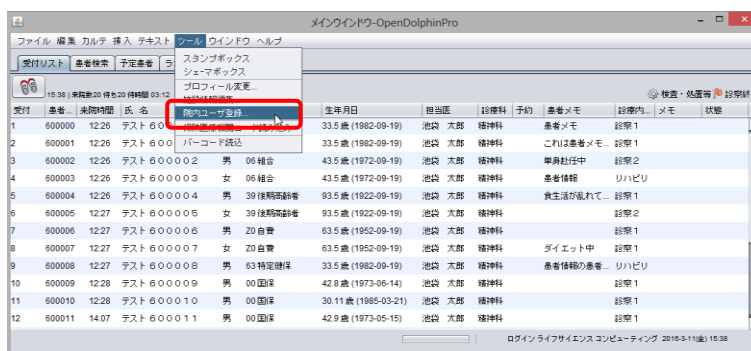 メインウインドウ-OpenDolphinPro
ファイル 編集 カルテ 挿入 テキスト ツール ウインドウ ヘルプ
受付リスト 患者検索 予定患者 ラ
スタンプボックス
シェーマボックス
プロフィール変更...
院内ユーザ登録...
バーコード読込
15:38 | 来院数20 待ち20 待時間 03:12
検査・処置等 診察終
受付 患者... 来院時間 氏 名 生年月日 担当医 診療科 予約 患者メモ 診療内... メモ 状態
1 600000 12:26 テスト６０ 33.5 歳 (1982-09-19) 池袋 太郎 精神科 患者メモ 診察１
2 600001 12:26 テスト６００ 63.5 歳 (1952-09-19) 池袋 太郎 精神科 これは患者メモ... 診察１
3 600002 12:26 テスト６００００２ 男 06 組合 43.5 歳 (1972-09-19) 池袋 太郎 精神科 単身赴任中 診察２
4 600003 12:26 テスト６００００３ 女 06 組合 43.5 歳 (1972-09-19) 池袋 太郎 精神科 患者情報 リハビリ
5 600004 12:26 テスト６００００４ 男 39 後期高齢者 93.5 歳 (1922-09-19) 池袋 太郎 精神科 食生活が乱れて... 診察１
6 600005 12:27 テスト６００００５ 女 39 後期高齢者 93.5 歳 (1922-09-19) 池袋 太郎 精神科 診察２
7 600006 12:27 テスト６００００６ 男 Z0 自費 63.5 歳 (1952-09-19) 池袋 太郎 精神科 診察１
8 600007 12:27 テスト６００００７ 女 Z0 自費 63.5 歳 (1952-09-19) 池袋 太郎 精神科 ダイエット中 診察１
9 600008 12:27 テスト６００００８ 男 63 特定健保 63.5 歳 (1952-09-19) 池袋 太郎 精神科 患者情報の患者... リハビリ
10 600009 12:28 テスト６００００９ 男 00 国保 42.8 歳 (1973-06-14) 池袋 太郎 精神科 診察１
11 600010 12:28 テスト６０００１０ 男 00 国保 30.11 歳 (1985-03-21) 池袋 太郎 精神科 診察１
12 600011 14:07 テスト６０００１１ 男 00 国保 42.9 歳 (1973-05-15) 池袋 太郎 精神科 診察１
ログイン ライフサイエンス コンピューティング 2016-3-11(金) 15:38